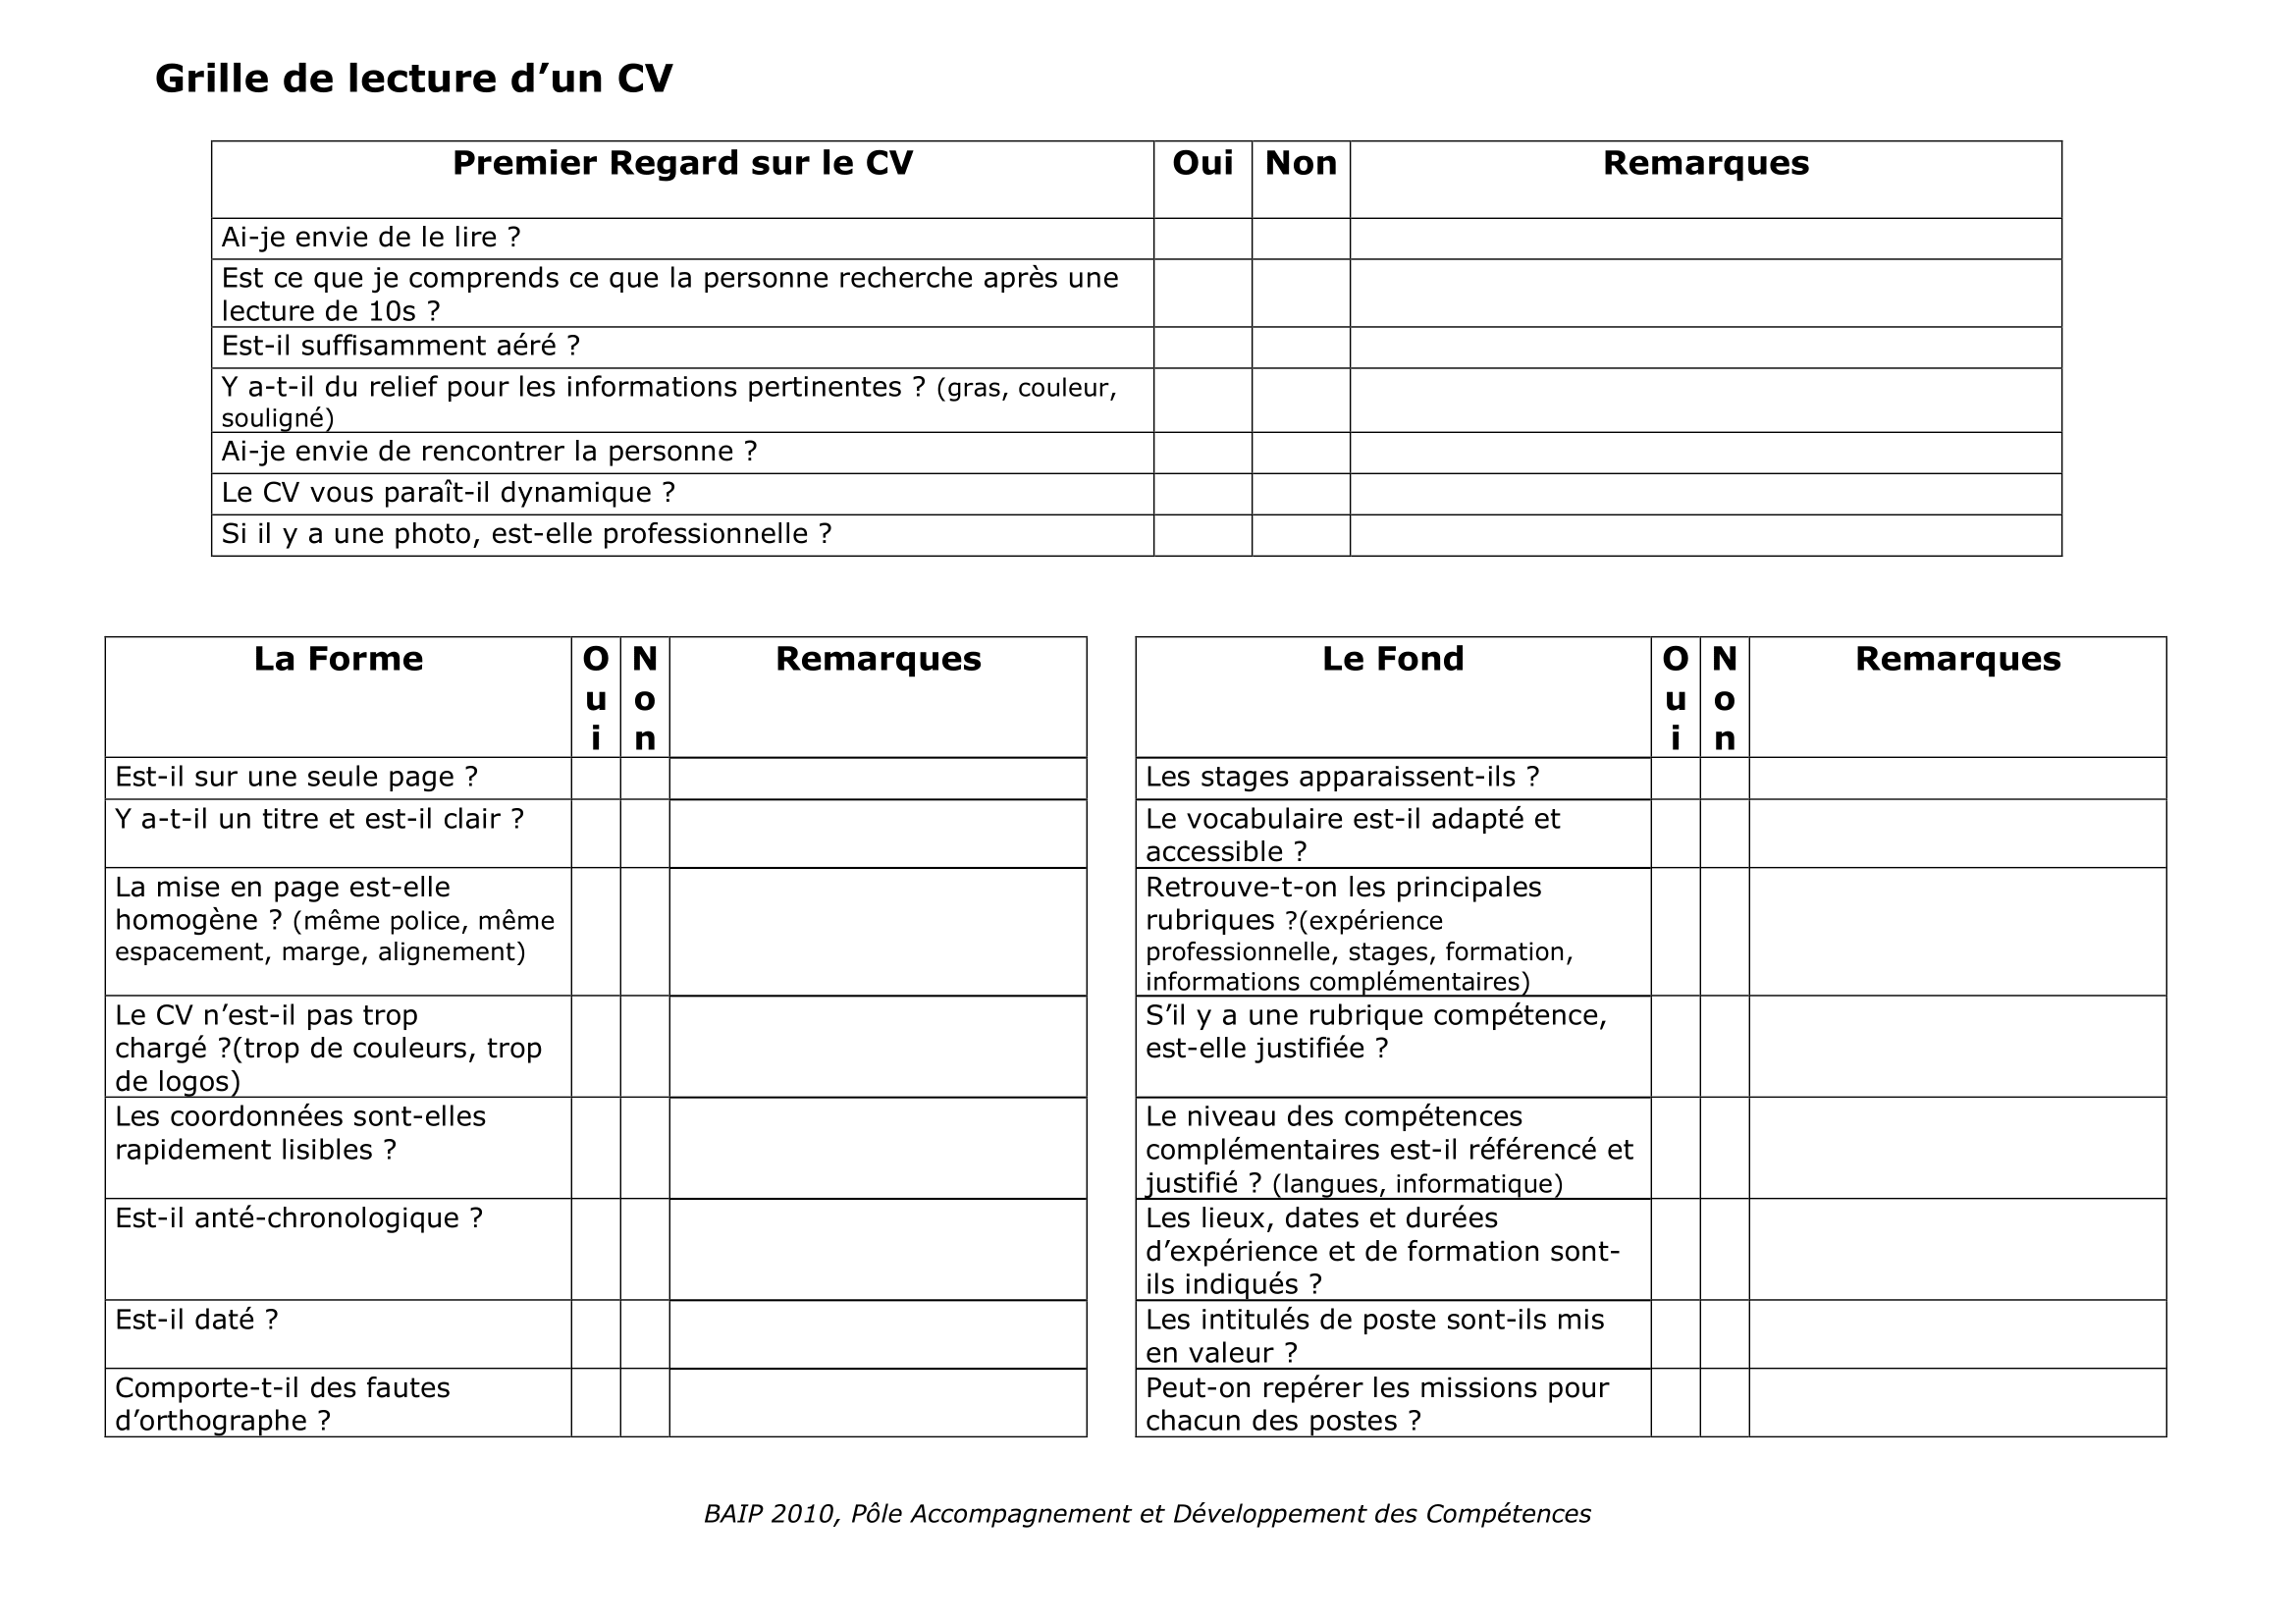 Grille de lecture d’un CV
Premier Regard sur le CV Oui Non Remarques
Ai-je envie de le lire ?
Est ce que je comprends ce que la personne recherche après une
lecture de 10s ?
Est-il suffisamment aéré ?
Y a-t-il du relief pour les informations pertinentes ? (gras, couleur,
souligné)
Ai-je envie de rencontrer la personne ?
Le CV vous paraît-il dynamique ?
Si il y a une photo, est-elle professionnelle ?
La Forme Oui Non Remarques
Est-il sur une seule page ?
Y a-t-il un titre et est-il clair ?
La mise en page est-elle
homogène ? (même police, même
espacement, marge, alignement)
Le CV n’est-il pas trop
chargé ?(trop de couleurs, trop
de logos)
Les coordonnées sont-elles
rapidement lisibles ?
Est-il anté-chronologique ?
Est-il daté ?
Comporte-t-il des fautes
d’orthographe ?
Le Fond Oui Non Remarques
Les stages apparaissent-ils ?
Le vocabulaire est-il adapté et
accessible ?
Retrouve-t-on les principales
rubriques ?(expérience
professionnelle, stages, formation,
informations complémentaires)
S’il y a une rubrique compétence,
est-elle justifiée ?
Le niveau des compétences
complémentaires est-il référencé et
justifié ? (langues, informatique)
Les lieux, dates et durées
d’expérience et de formation sont-
ils indiqués ?
Les intitulés de poste sont-ils mis
en valeur ?
Peut-on repérer les missions pour
chacun des postes ?
BAIP 2010, Pôle Accompagnement et Développement des Compétences